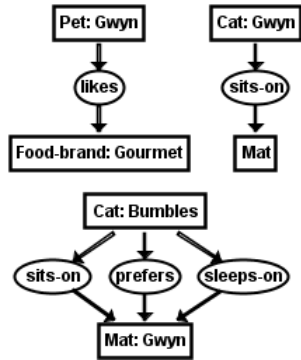 Pet: Gwyn
Cat: Gwyn
likes
sits-on
Food-brand: Gourmet
Mat
Cat: Bumbles
sits-on
prefers
sleeps-on
Mat: Gwyn